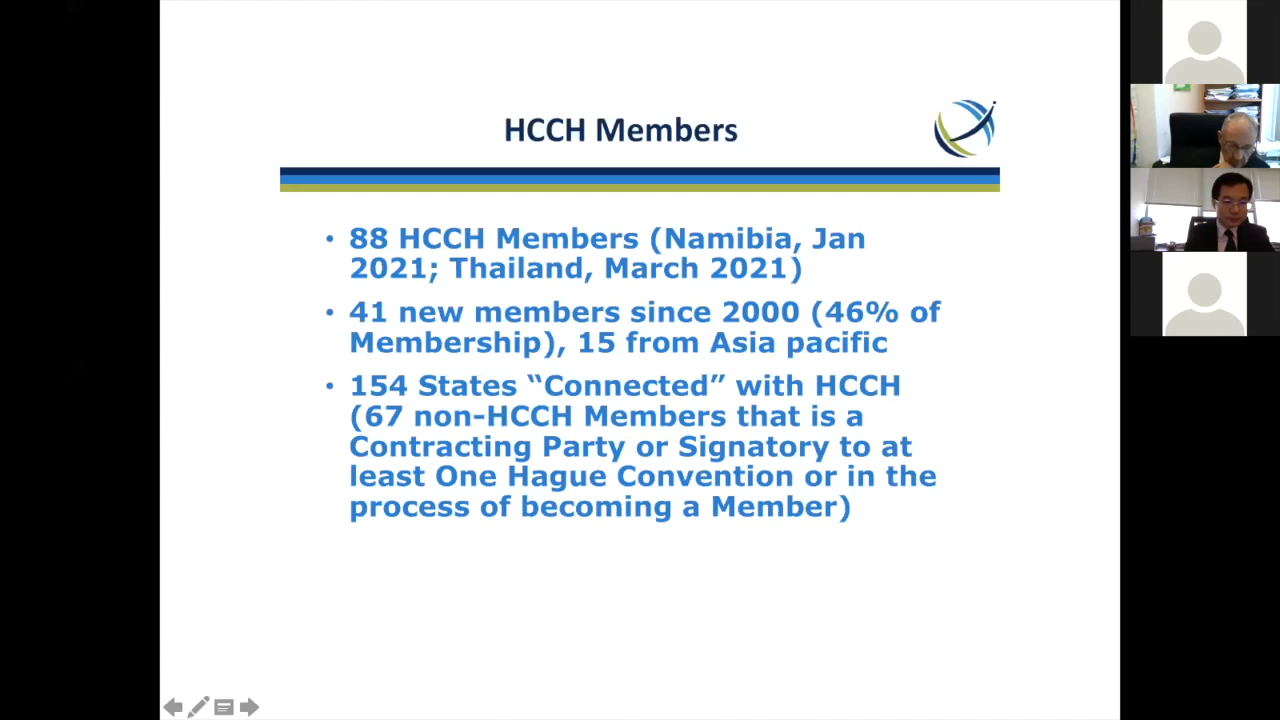 HCCH Members
• 88 HCCH Members (Namibia, Jan
2021; Thailand, March 2021)
• 41 new members since 2000 (46% of
Membership), 15 from Asia pacific
• 154 States “Connected” with HCCH
(67 non-HCCH Members that is a
Contracting Party or Signatory to at
least One Hague Convention or in the
process of becoming a Member)